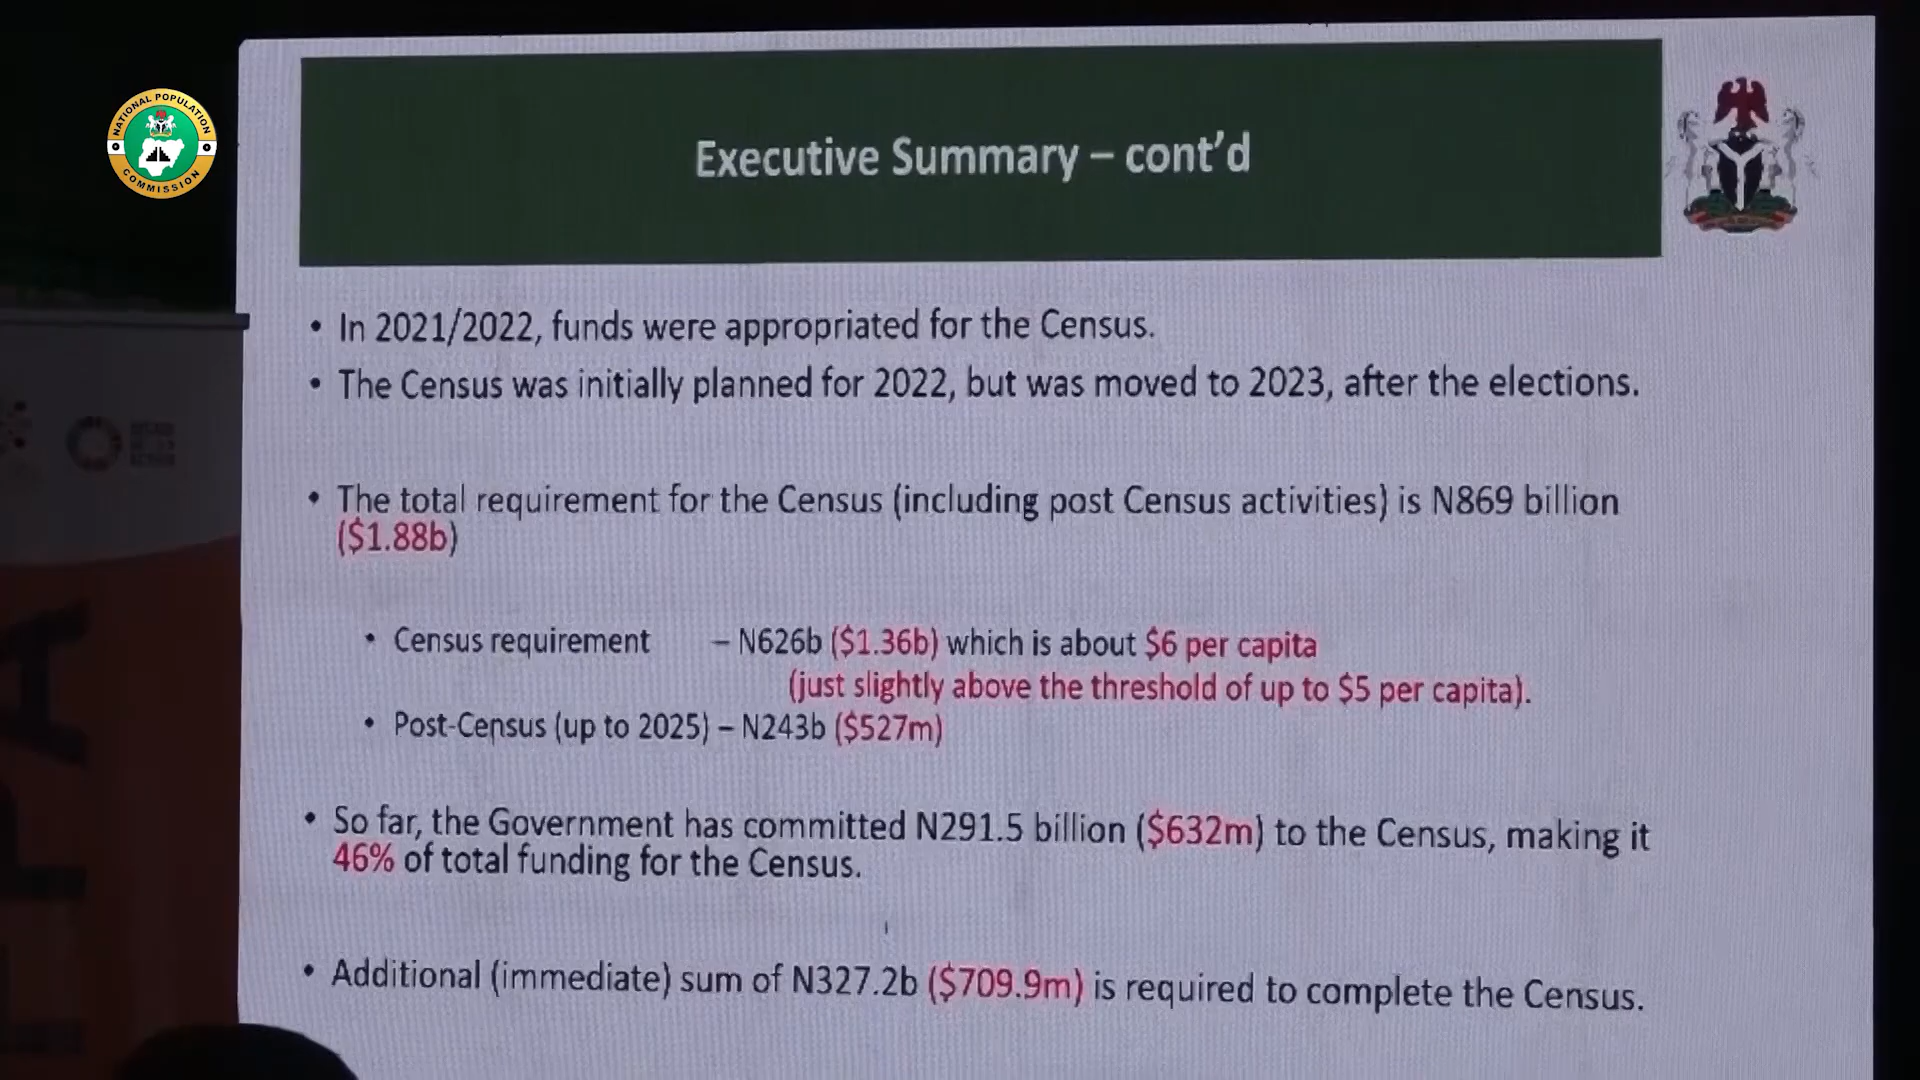 NATIONAL POPULATION
COMMISSION
Executive Summary – cont’d
• In 2021/2022, funds were appropriated for the Census.
• The Census was initially planned for 2022, but was moved to 2023, after the elections.
• The total requirement for the Census (including post Census activities) is N869 billion
($1.88b)
• Census requirement – N626b ($1.36b) which is about $6 per capita
(just slightly above the threshold of up to $5 per capita).
• Post-Census (up to 2025) – N243b ($527m)
• So far, the Government has committed N291.5 billion ($632m) to the Census, making it
46% of total funding for the Census.
• Additional (immediate) sum of N327.2b ($709.9m) is required to complete the Census.